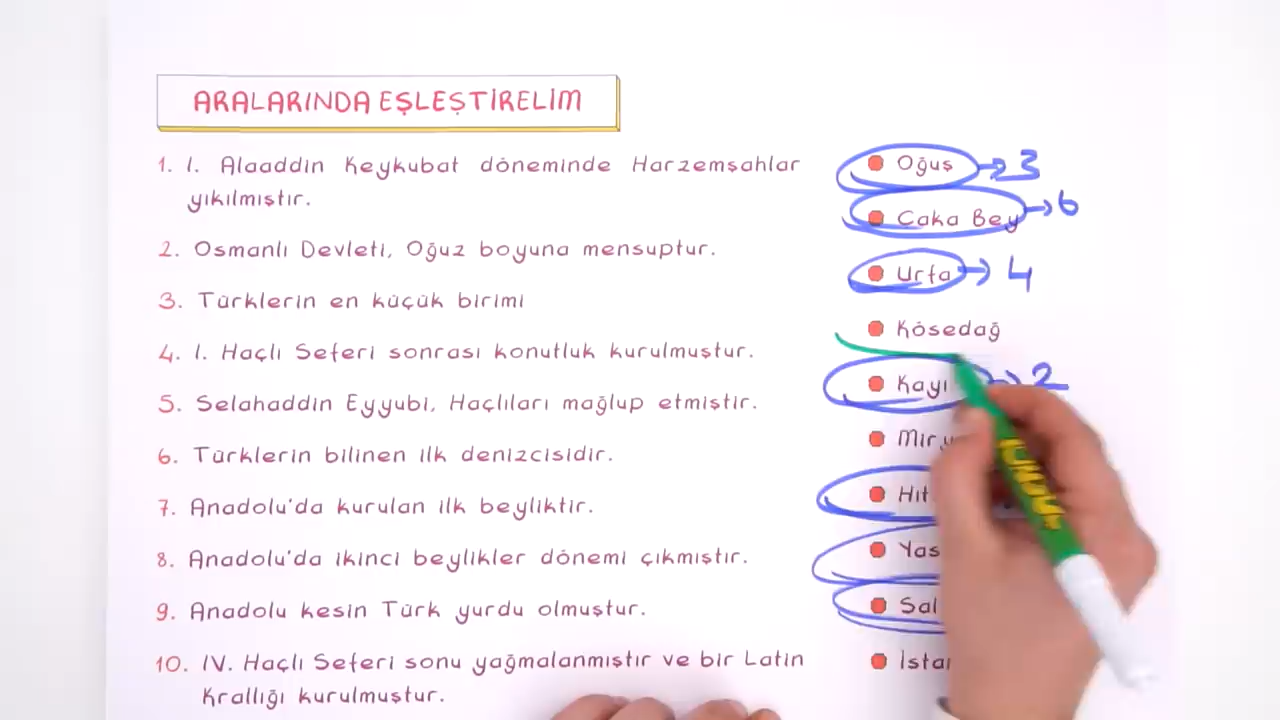 ARALARINDA EŞLEŞTİRELİM
1. I. Alaaddin Keykubat döneminde Harzemşahlar
yıkılmıştır.
2. Osmanlı Devleti, Oğuz boyuna mensuptur.
3. Türklerin en küçük birimi
4. I. Haçlı Seferi sonrası konutluk kurulmuştur.
5. Selahaddin Eyyubi, Haçlıları mağlup etmiştir.
6. Türklerin bilinen ilk denizcisidir.
7. Anadolu'da kurulan ilk beyliktir.
8. Anadolu'da ikinci beylikler dönemi çıkmıştır.
9. Anadolu kesin Türk yurdu olmuştur.
10. IV. Haçlı Seferi sonu yağmalanmıştır ve bir Latin
Krallığı kurulmuştur.
Oğuş → 3
Caka Bey → 6
Urfa → 4
Kösedağ
Kayı → 2